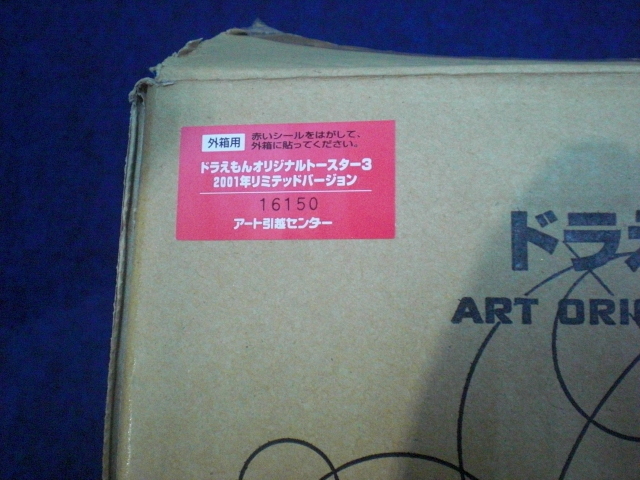 外箱用
赤いシールをはがして、
外箱に貼ってください。
ドラえもんオリジナルトースター3
2001年リミテッドバージョン
16150
アート引越センター
ドラえ
ART ORI